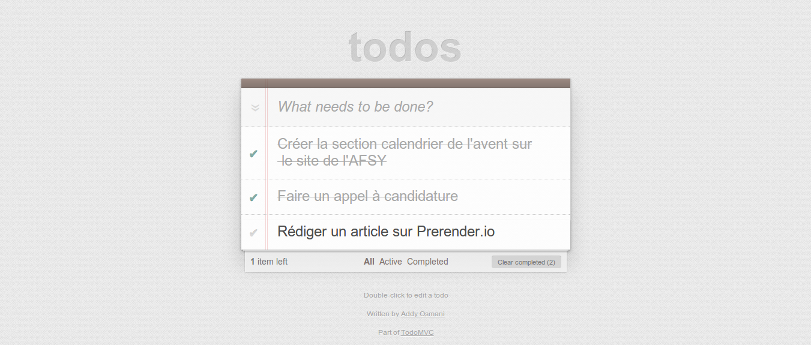 todos
What needs to be done?
Créer la section calendrier de l'avent sur
le site de l'AFSY
Faire un appel à candidature
Rédiger un article sur Prerender.io
1 item left All Active Completed Clear completed (2)
Double-click to edit a todo
Written by Addy Osmani
Part of TodoMVC